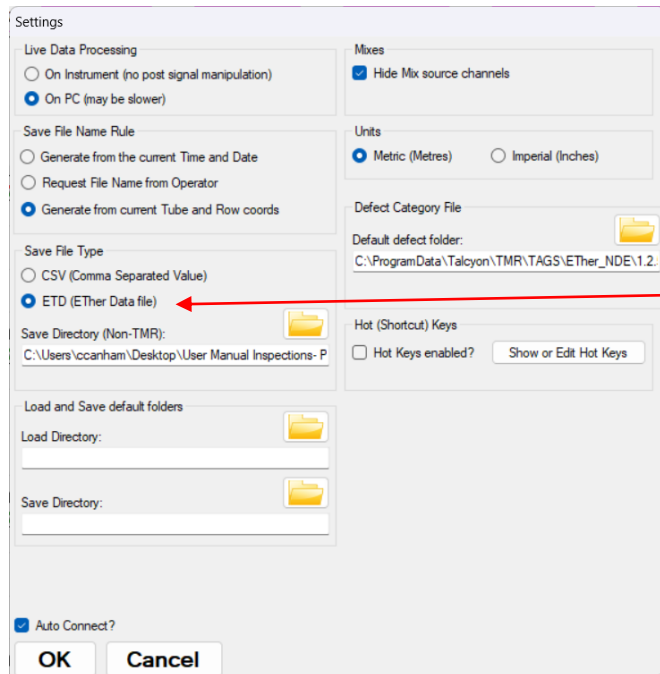 Settings
Live Data Processing
On Instrument (no post signal manipulation)
On PC (may be slower)
Save File Name Rule
Generate from the current Time and Date
Request File Name from Operator
Generate from current Tube and Row coords
Save File Type
CSV (Comma Separated Value)
ETD (ETher Data file)
Save Directory (Non-TMR):
C:\Users\ccanham\Desktop\User Manual Inspections- P
Load and Save default folders
Load Directory:
Save Directory:
Auto Connect?
OK Cancel
Mixes
Hide Mix source channels
Units
Metric (Metres) Imperial (Inches)
Defect Category File
Default defect folder:
C:\ProgramData\Talcyon\TMR\TAGS\ETher_NDE\1.2.
Hot (Shortcut) Keys
Hot Keys enabled? Show or Edit Hot Keys